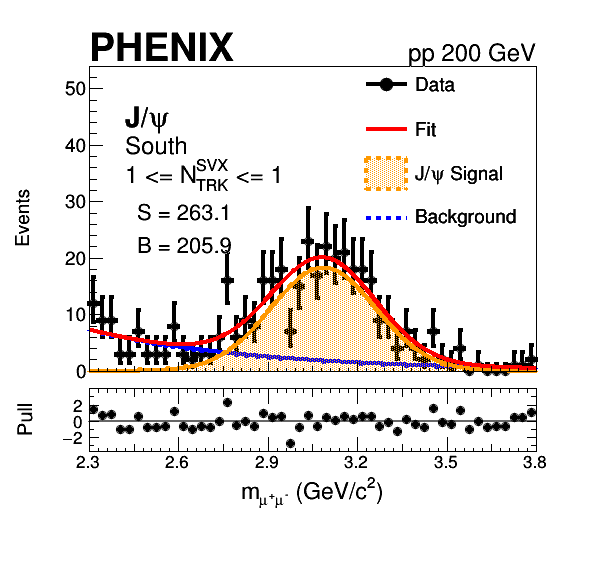 PHENIX pp 200 GeV
50
40
30
20
10
0
Events
J/ψ
South
1 <= N^SVX_TRK <= 1
S = 263.1
B = 205.9
Data
Fit
J/ψ Signal
Background
2
0
−2
Pull
2.3 2.6 2.9 3.2 3.5 3.8
m_μ⁺μ⁻ (GeV/c²)